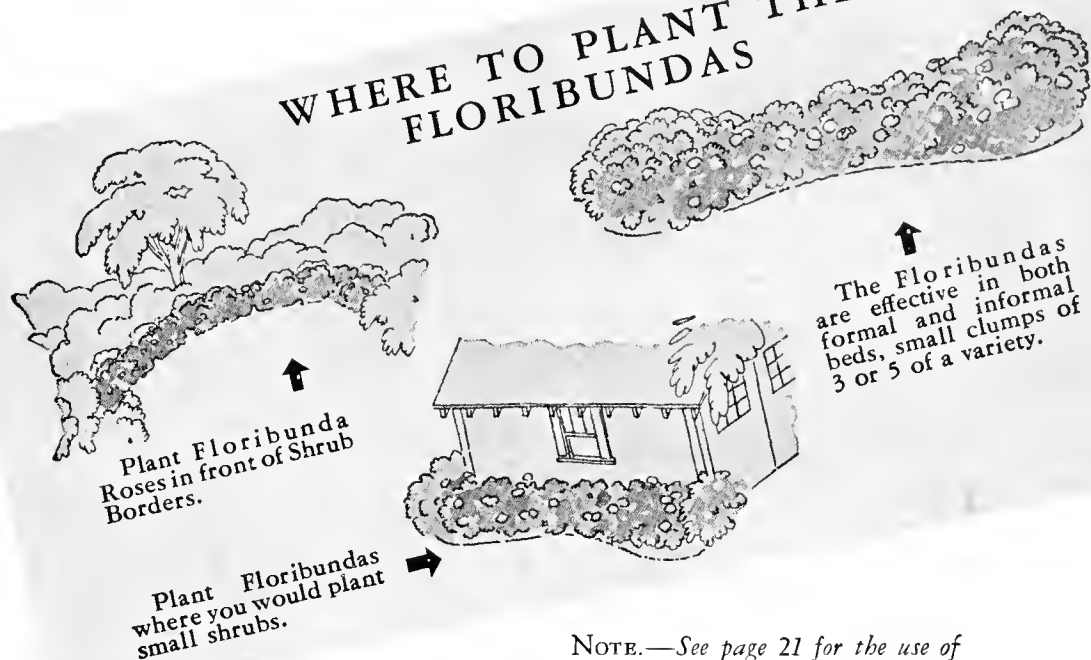 WHERE TO PLANT
FLORIBUNDAS
The Floribundas
are effective in both
formal and informal
beds, small clumps of
3 or 5 of a variety.
Plant Floribunda
Roses in front of Shrub
Borders.
Plant Floribundas
where you would plant
small shrubs.
NOTE.—See page 21 for the use of